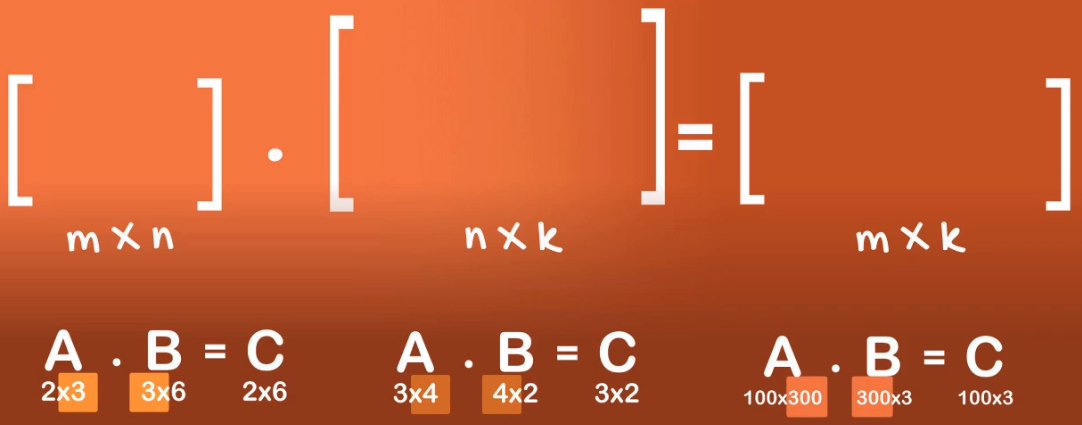 [ ] · [ ] = [ ]
m × n n × k m × k
A . B = C A . B = C A . B = C
2x3 3x6 2x6 3x4 4x2 3x2 100x300 300x3 100x3